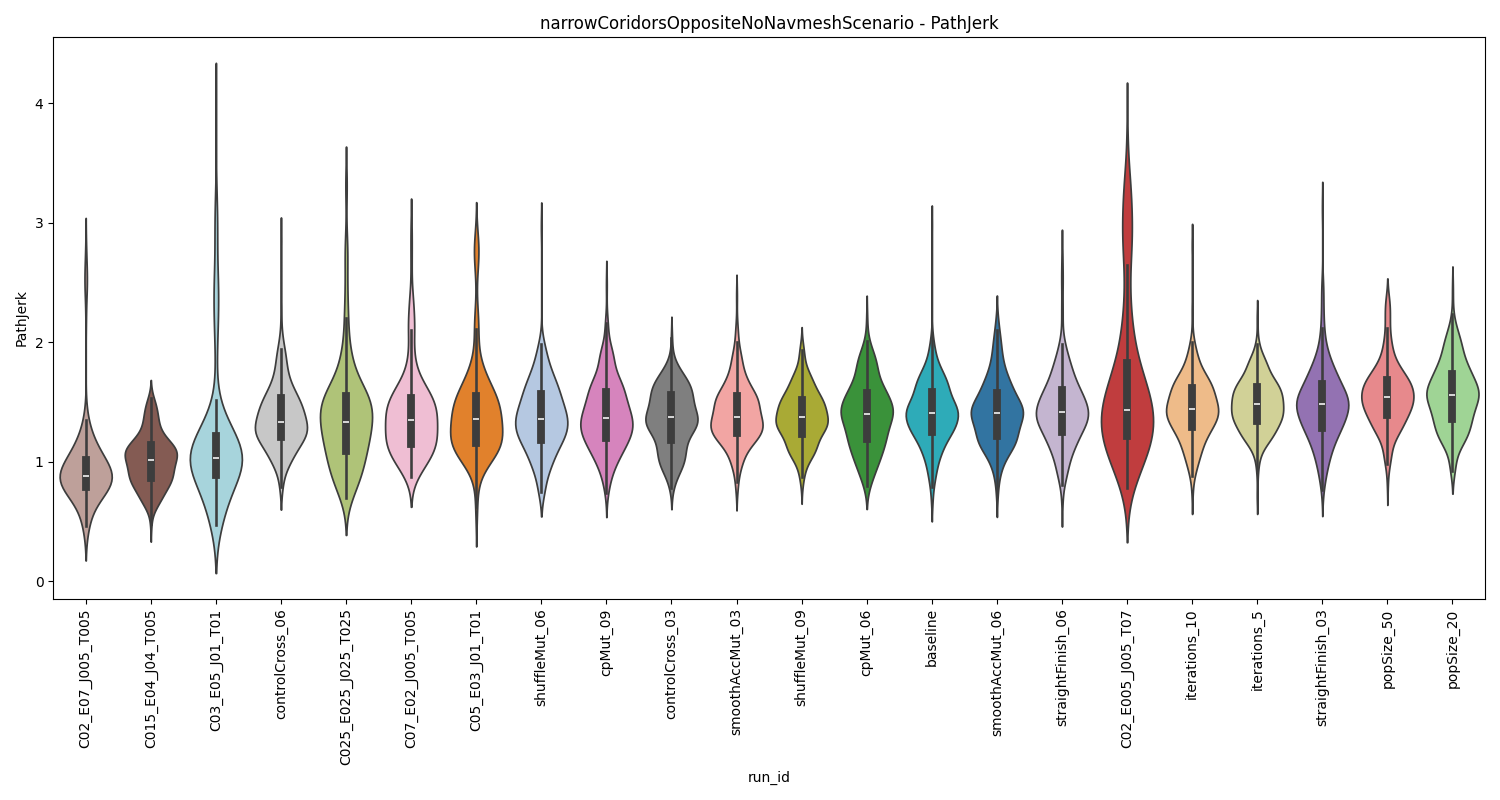 narrowCoridorsOppositeNoNavmeshScenario - PathJerk
PathJerk
4
3
2
1
0
C02_E07_J005_T005
C015_E04_J04_T005
C03_E05_J01_T01
controlCross_06
C025_E025_J025_T025
C07_E02_J005_T005
C05_E03_J01_T01
shuffleMut_06
cpMut_09
controlCross_03
smoothAccMut_03
shuffleMut_09
cpMut_06
baseline
smoothAccMut_06
straightFinish_06
C02_E005_J005_T07
iterations_10
iterations_5
straightFinish_03
popSize_50
popSize_20
run_id